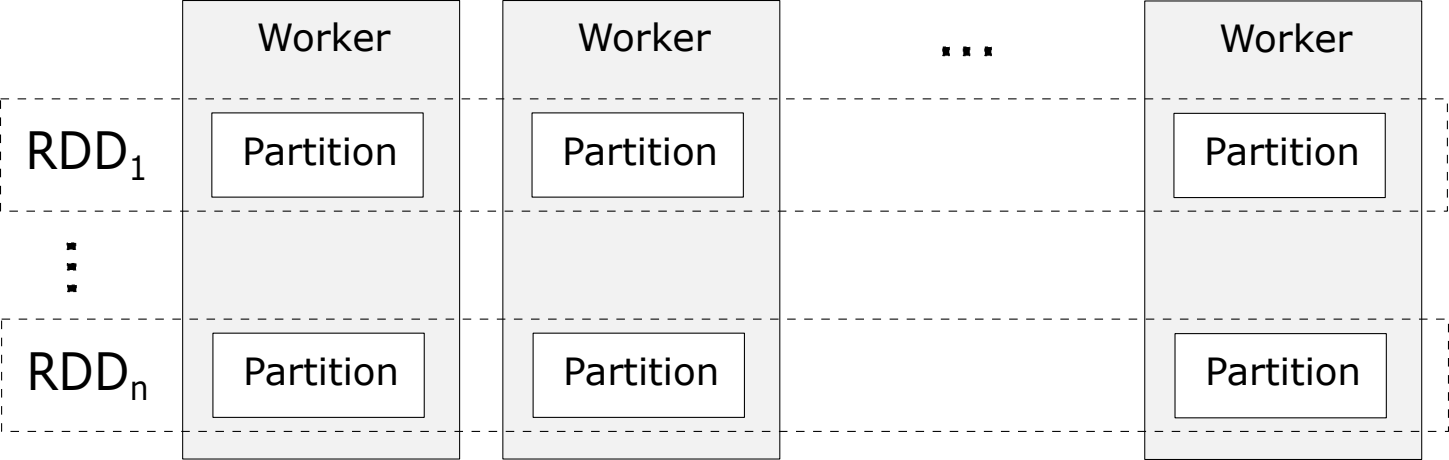 Worker Worker ... Worker
RDD₁ Partition Partition Partition
⋮
RDDₙ Partition Partition Partition